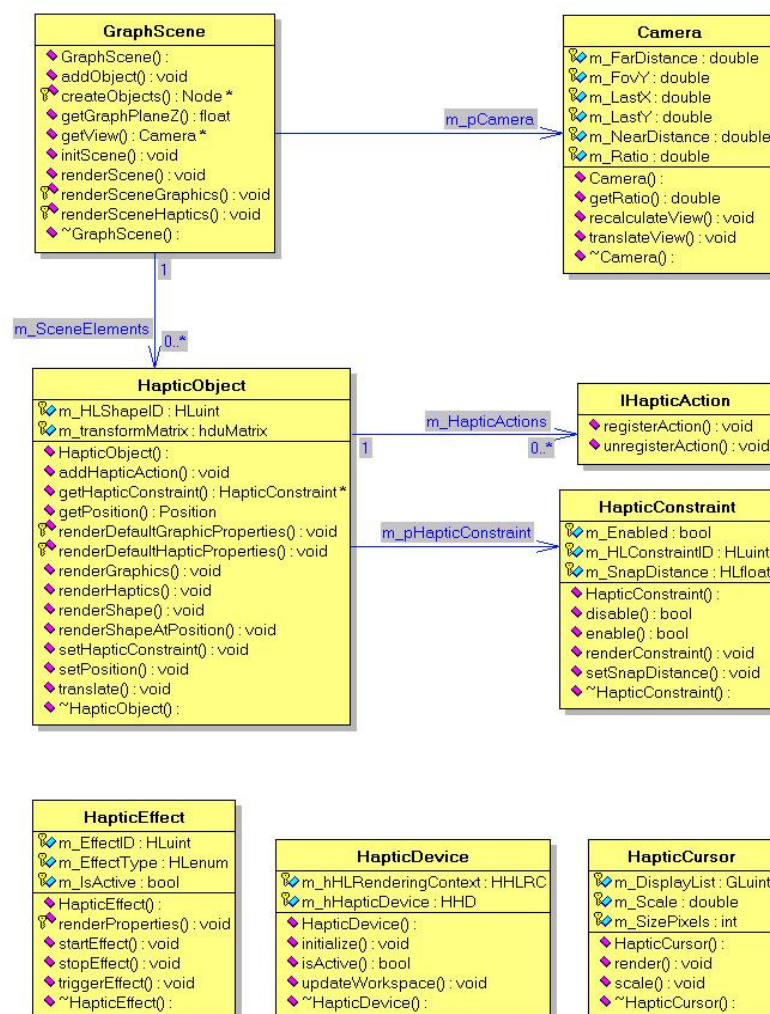 GraphScene
GraphScene() :
addObject() : void
createObjects() : Node *
getGraphPlaneZ() : float
getView() : Camera *
initScene() : void
renderScene() : void
renderSceneGraphics() : void
renderSceneHaptics() : void
~GraphScene() :
m_pCamera
Camera
m_FarDistance : double
m_FovY : double
m_LastX : double
m_LastY : double
m_NearDistance : double
m_Ratio : double
Camera() :
getRatio() : double
recalculateView() : void
translateView() : void
~Camera() :
1
m_SceneElements
0..*
HapticObject
m_HLShapeID : HLuint
m_transformMatrix : hduMatrix
HapticObject() :
addHapticAction() : void
getHapticConstraint() : HapticConstraint *
getPosition() : Position
renderDefaultGraphicProperties() : void
renderDefaultHapticProperties() : void
renderGraphics() : void
renderHaptics() : void
renderShape() : void
renderShapeAtPosition() : void
setHapticConstraint() : void
setPosition() : void
translate() : void
~HapticObject() :
m_HapticActions
1
0..*
IHapticAction
registerAction() : void
unregisterAction() : void
m_pHapticConstraint
HapticConstraint
m_Enabled : bool
m_HLConstraintID : HLuint
m_SnapDistance : HLfloat
HapticConstraint() :
disable() : bool
enable() : bool
renderConstraint() : void
setSnapDistance() : void
~HapticConstraint() :
HapticEffect
m_EffectID : HLuint
m_EffectType : HLenum
m_IsActive : bool
HapticEffect() :
renderProperties() : void
startEffect() : void
stopEffect() : void
triggerEffect() : void
~HapticEffect() :
HapticDevice
m_hHLRenderingContext : HHLRC
m_hHapticDevice : HHD
HapticDevice() :
initialize() : void
isActive() : bool
updateWorkspace() : void
~HapticDevice() :
HapticCursor
m_DisplayList : GLuint
m_Scale : double
m_SizePixels : int
HapticCursor() :
render() : void
scale() : void
~HapticCursor() :